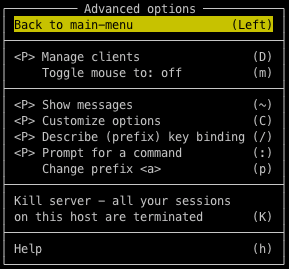 Advanced options
Back to main-menu (Left)
<P> Manage clients (D)
Toggle mouse to: off (m)
<P> Show messages (~)
<P> Customize options (C)
<P> Describe (prefix) key binding (/)
<P> Prompt for a command (:)
Change prefix <a> (p)
Kill server - all your sessions
on this host are terminated (K)
Help (h)